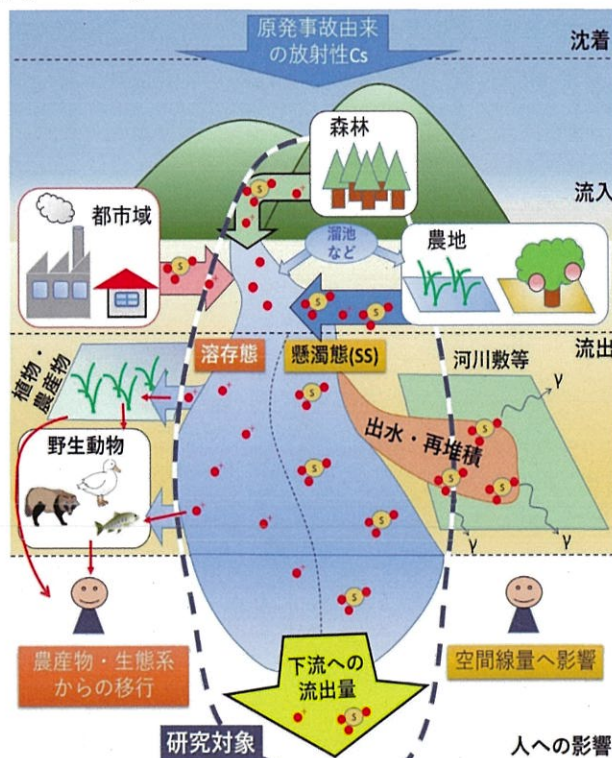 原発事故由来
の放射性Cs
沈着
森林
流入
都市域
溜池
など
農地
S
S
S
S
流出
溶存態
懸濁態(SS)
河川敷等
植物・
農産物
γ
出水・再堆積
野生動物
S
S
S
S
S
S
γ
γ
S
農産物・生態系
からの移行
下流への
流出量
空間線量へ影響
S
研究対象
人への影響